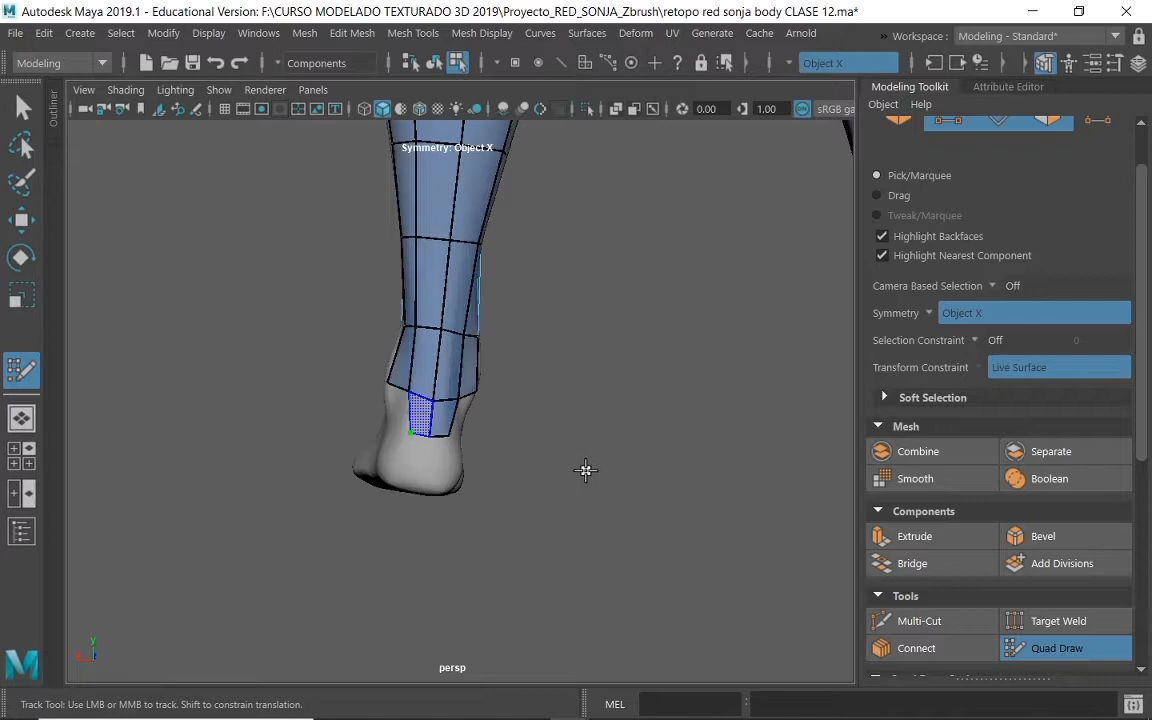 Autodesk Maya 2019.1 - Educational Version: F:\CURSO MODELADO TEXTURADO 3D 2019\Proyecto_RED_SONJA_Zbrush\retopo red sonja body CLASE 12.ma*
File Edit Create Select Modify Display Windows Mesh Edit Mesh Mesh Tools Mesh Display Curves Surfaces Deform UV Generate Cache Arnold » Workspace : Modeling - Standard*
Modeling Components Object X
View Shading Lighting Show Renderer Panels
0.00 1.00 ON sRGB ga
Outliner
Symmetry: Object X
persp
y
x
Modeling Toolkit Attribute Editor
Object Help
Pick/Marquee
Drag
Tweak/Marquee
Highlight Backfaces
Highlight Nearest Component
Camera Based Selection Off
Symmetry Object X
Selection Constraint Off 0
Transform Constraint Live Surface
Soft Selection
Mesh
Combine Separate
Smooth Boolean
Components
Extrude Bevel
Bridge Add Divisions
Tools
Multi-Cut Target Weld
Connect Quad Draw
Track Tool: Use LMB or MMB to track. Shift to constrain translation. MEL